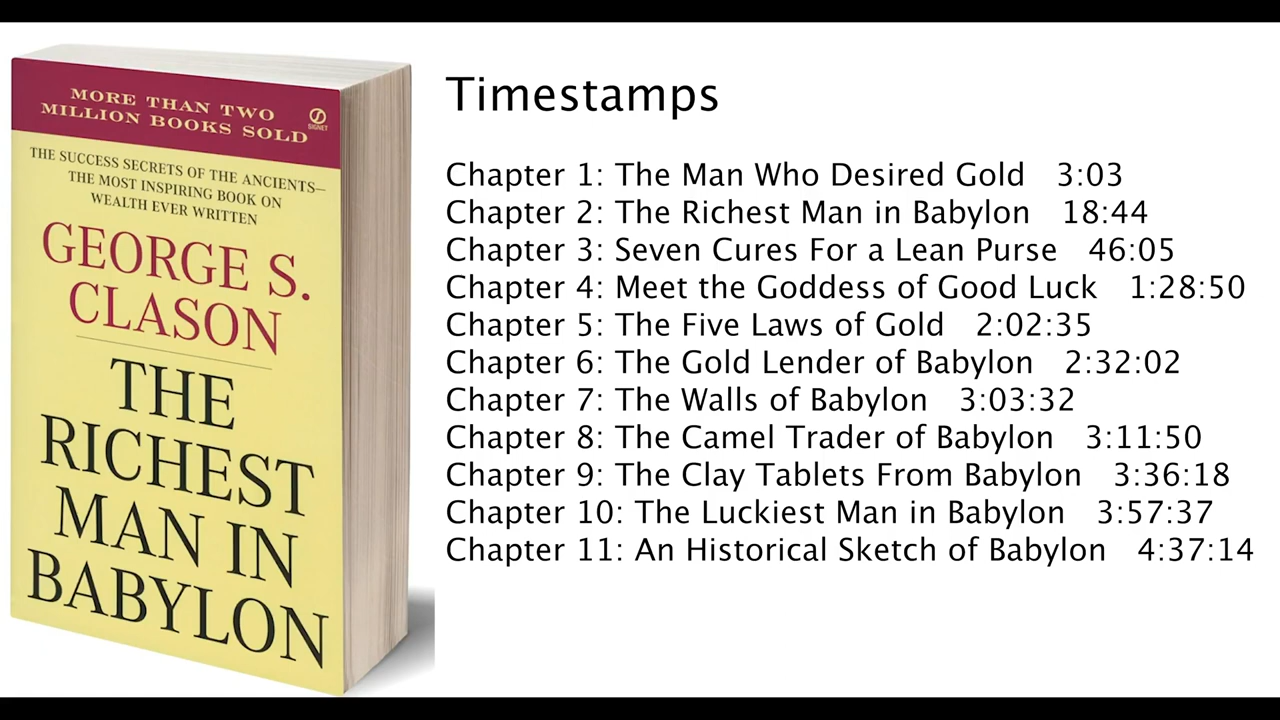 MORE THAN TWO
MILLION BOOKS SOLD
SIGNET
THE SUCCESS SECRETS OF THE ANCIENTS—
THE MOST INSPIRING BOOK ON
WEALTH EVER WRITTEN
GEORGE S.
CLASON
THE
RICHEST
MAN IN
BABYLON
Timestamps
Chapter 1: The Man Who Desired Gold 3:03
Chapter 2: The Richest Man in Babylon 18:44
Chapter 3: Seven Cures For a Lean Purse 46:05
Chapter 4: Meet the Goddess of Good Luck 1:28:50
Chapter 5: The Five Laws of Gold 2:02:35
Chapter 6: The Gold Lender of Babylon 2:32:02
Chapter 7: The Walls of Babylon 3:03:32
Chapter 8: The Camel Trader of Babylon 3:11:50
Chapter 9: The Clay Tablets From Babylon 3:36:18
Chapter 10: The Luckiest Man in Babylon 3:57:37
Chapter 11: An Historical Sketch of Babylon 4:37:14